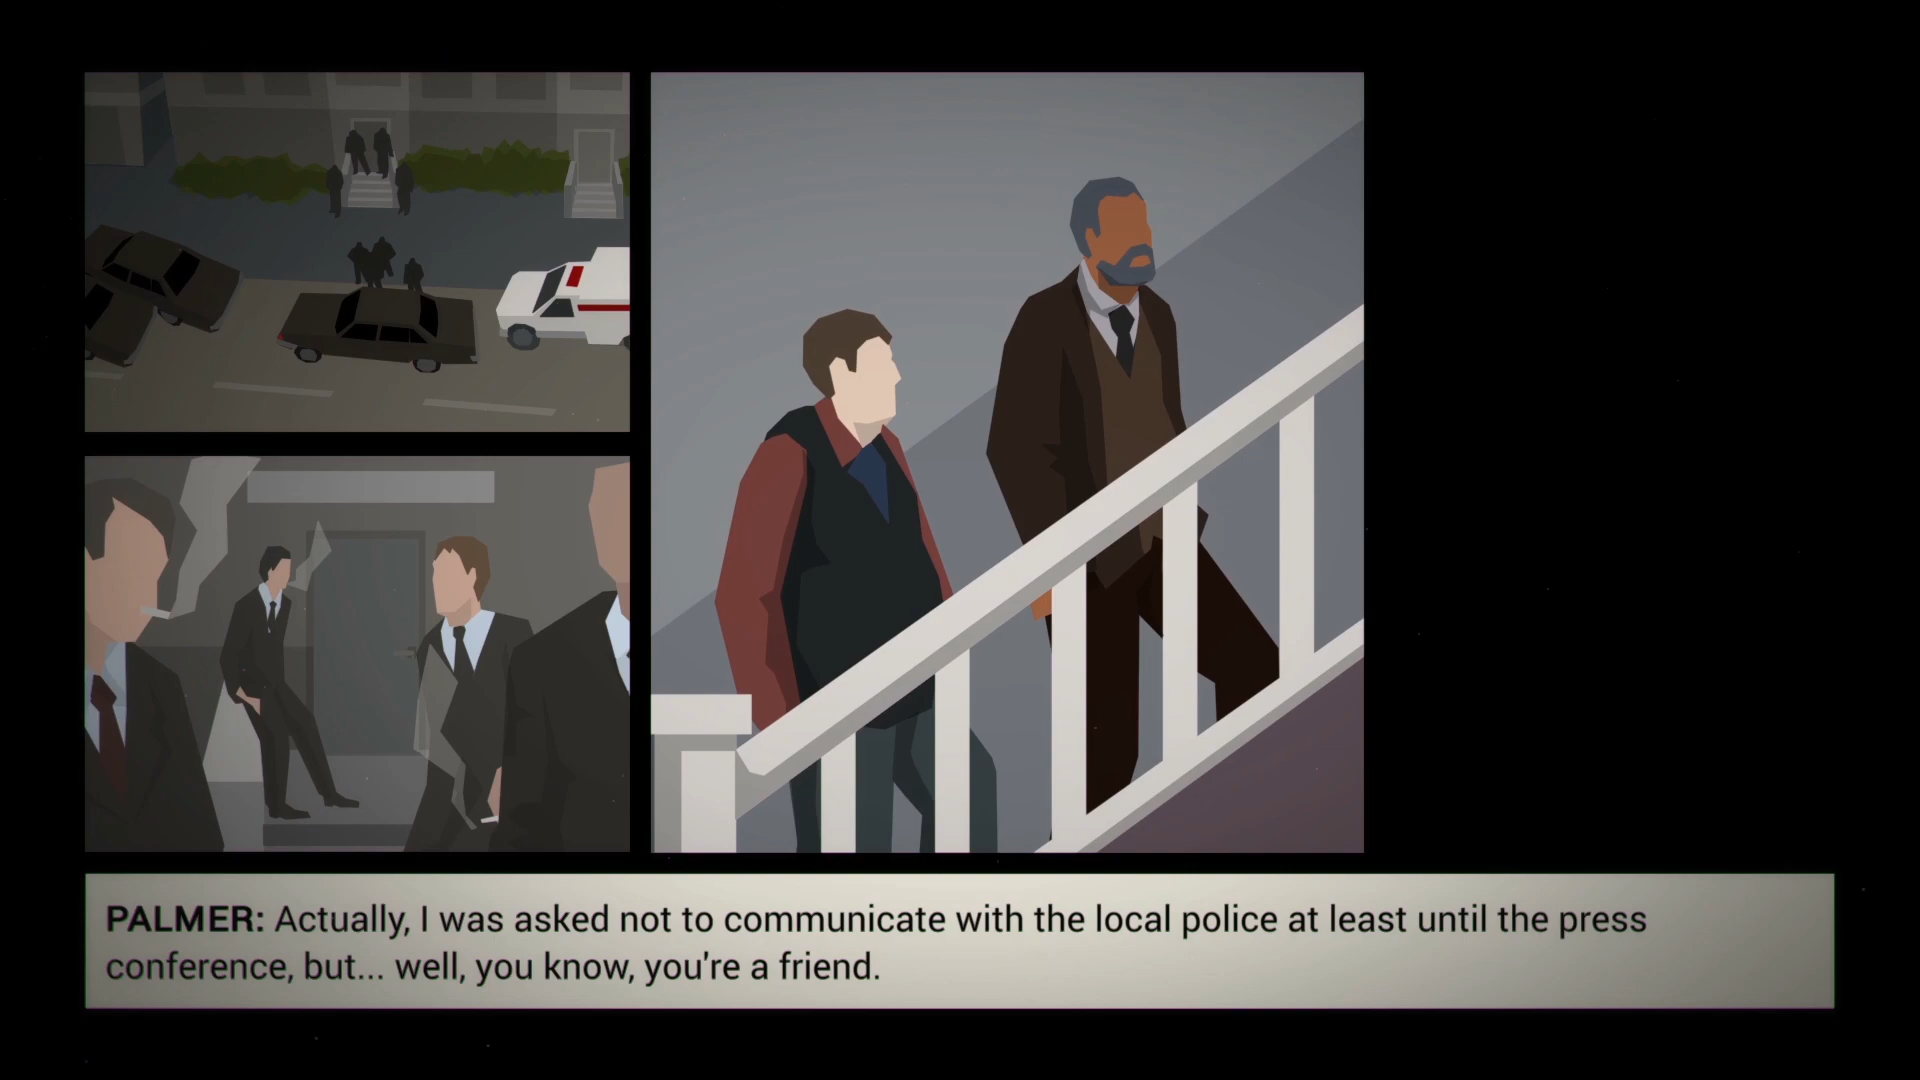 PALMER: Actually, I was asked not to communicate with the local police at least until the press
conference, but... well, you know, you're a friend.